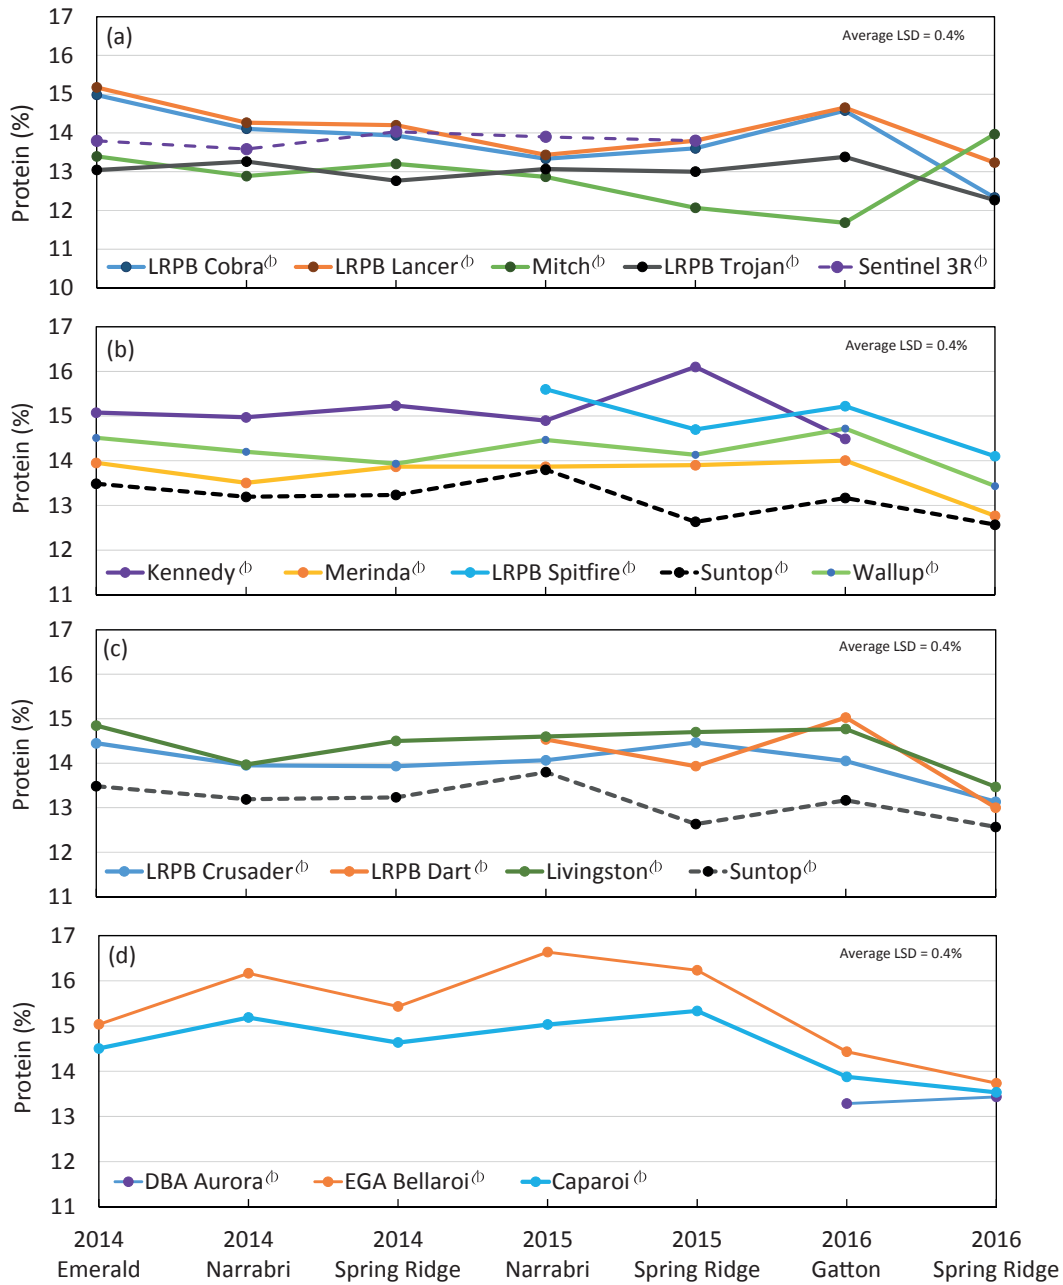 (a)
Average LSD = 0.4%
Protein (%)
17
16
15
14
13
12
11
10
LRPB Cobra LRPB Lancer Mitch LRPB Trojan Sentinel 3R
(b)
Average LSD = 0.4%
Protein (%)
17
16
15
14
13
12
11
Kennedy Merinda LRPB Spitfire Suntop Wallup
(c)
Average LSD = 0.4%
Protein (%)
17
16
15
14
13
12
11
LRPB Crusader LRPB Dart Livingston Suntop
(d)
Average LSD = 0.4%
Protein (%)
17
16
15
14
13
12
11
DBA Aurora EGA Bellaroi Caparoi
2014 2014 2014 2015 2015 2016 2016
Emerald Narrabri Spring Ridge Narrabri Spring Ridge Gatton Spring Ridge